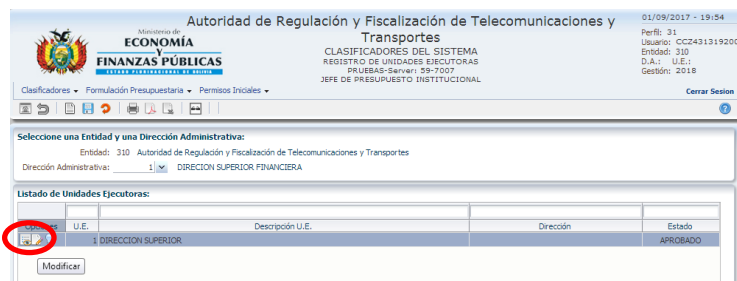 Autoridad de Regulación y Fiscalización de Telecomunicaciones y
Transportes
Ministerio de
ECONOMÍA
Y
FINANZAS PÚBLICAS
ESTADO PLURINACIONAL DE BOLIVIA
CLASIFICADORES DEL SISTEMA
REGISTRO DE UNIDADES EJECUTORAS
PRUEBAS-Server: 59-7007
JEFE DE PRESUPUESTO INSTITUCIONAL
01/09/2017 - 19:54
Perfil: 31
Usuario: CCZ431319200
Entidad: 310
D.A.: U.E.:
Gestión: 2018
Clasificadores Formulación Presupuestaria Permisos Iniciales
Cerrar Sesion
Seleccione una Entidad y una Dirección Administrativa:
Entidad: 310 Autoridad de Regulación y Fiscalización de Telecomunicaciones y Transportes
Dirección Administrativa: 1 DIRECION SUPERIOR FINANCIERA
Listado de Unidades Ejecutoras:
Opciones U.E. Descripción U.E. Dirección Estado
1 DIRECCION SUPERIOR APROBADO
Modificar